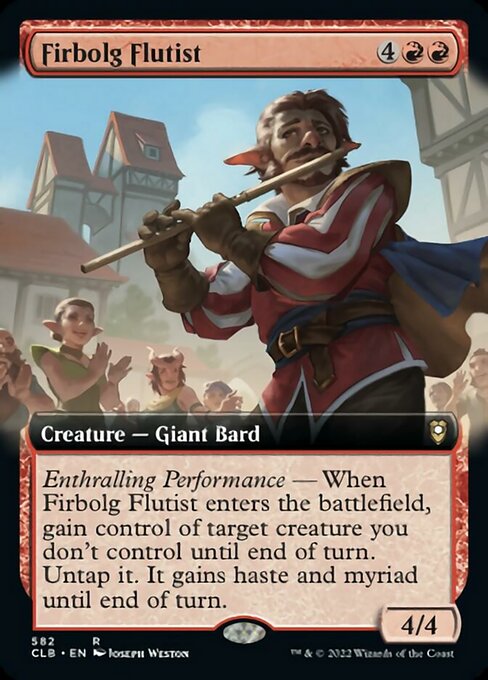 Firbolg Flutist 4
Creature — Giant Bard
Enthralling Performance — When
Firbolg Flutist enters the battlefield,
gain control of target creature you
don't control until end of turn.
Untap it. It gains haste and myriad
until end of turn.
4/4
582 R
CLB • EN Joseph Weston
™ & © 2022 Wizards of the Coast